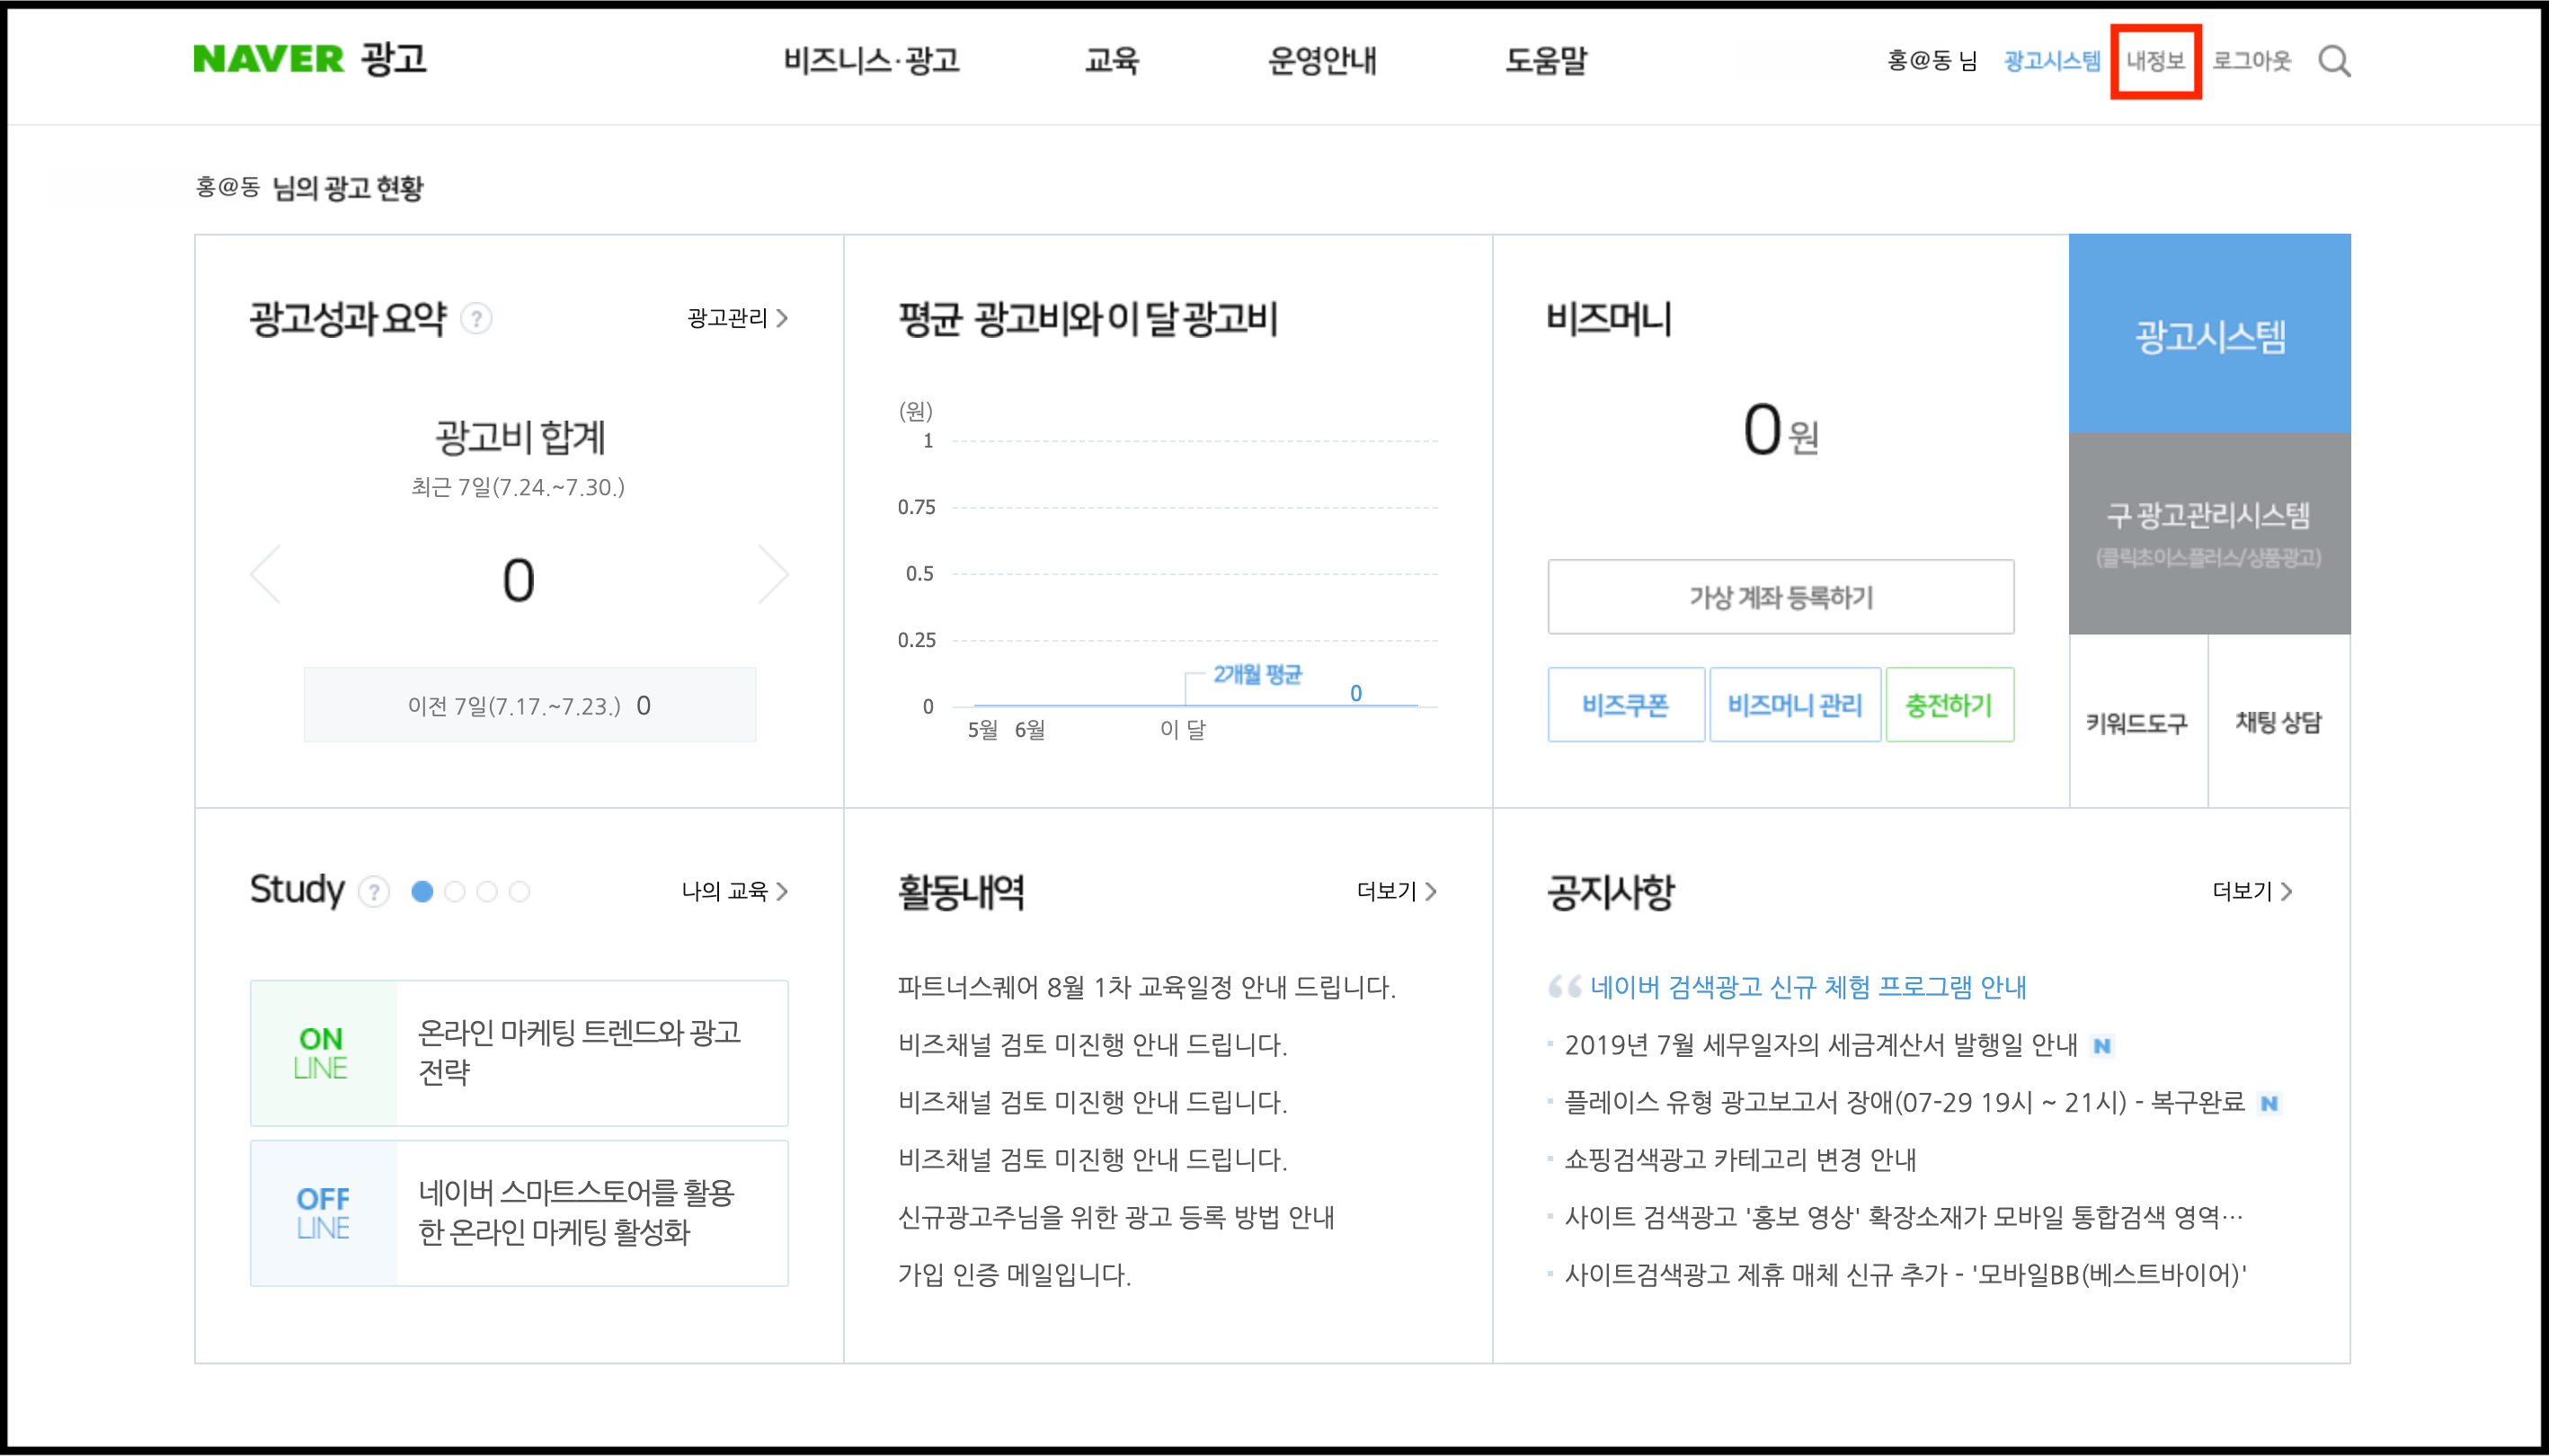 NAVER 광고
비즈니스·광고 교육 운영안내 도움말
홍@동 님 광고시스템 내정보 로그아웃
홍@동 님의 광고 현황
광고성과 요약 ? 광고관리 >
광고비 합계
최근 7일(7.24.~7.30.)
0
이전 7일(7.17.~7.23.) 0
평균 광고비와 이 달 광고비
(원)
1
0.75
0.5
0.25
2개월 평균
0
0
5월 6월 이 달
비즈머니
0원
가상 계좌 등록하기
비즈쿠폰 비즈머니 관리 충전하기
광고시스템
구 광고관리시스템
(클릭초이스플러스/상품광고)
키워드도구 채팅 상담
Study ? 나의 교육 >
ON
LINE
온라인 마케팅 트렌드와 광고
전략
OFF
LINE
네이버 스마트스토어를 활용
한 온라인 마케팅 활성화
활동내역 더보기 >
파트너스퀘어 8월 1차 교육일정 안내 드립니다.
비즈채널 검토 미진행 안내 드립니다.
비즈채널 검토 미진행 안내 드립니다.
비즈채널 검토 미진행 안내 드립니다.
신규광고주님을 위한 광고 등록 방법 안내
가입 인증 메일입니다.
공지사항 더보기 >
네이버 검색광고 신규 체험 프로그램 안내
2019년 7월 세무일자의 세금계산서 발행일 안내 N
플레이스 유형 광고보고서 장애(07-29 19시 ~ 21시) - 복구완료 N
쇼핑검색광고 카테고리 변경 안내
사이트 검색광고 '홍보 영상' 확장소재가 모바일 통합검색 영역…
사이트검색광고 제휴 매체 신규 추가 - '모바일BB(베스트바이어)'